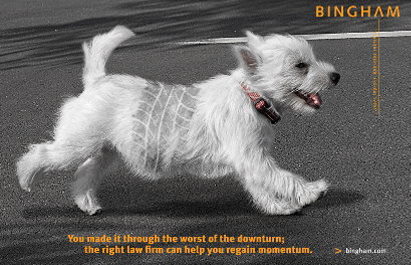 BINGHAM
You made it through the worst of the downturn;
the right law firm can help you regain momentum.
> bingham.com